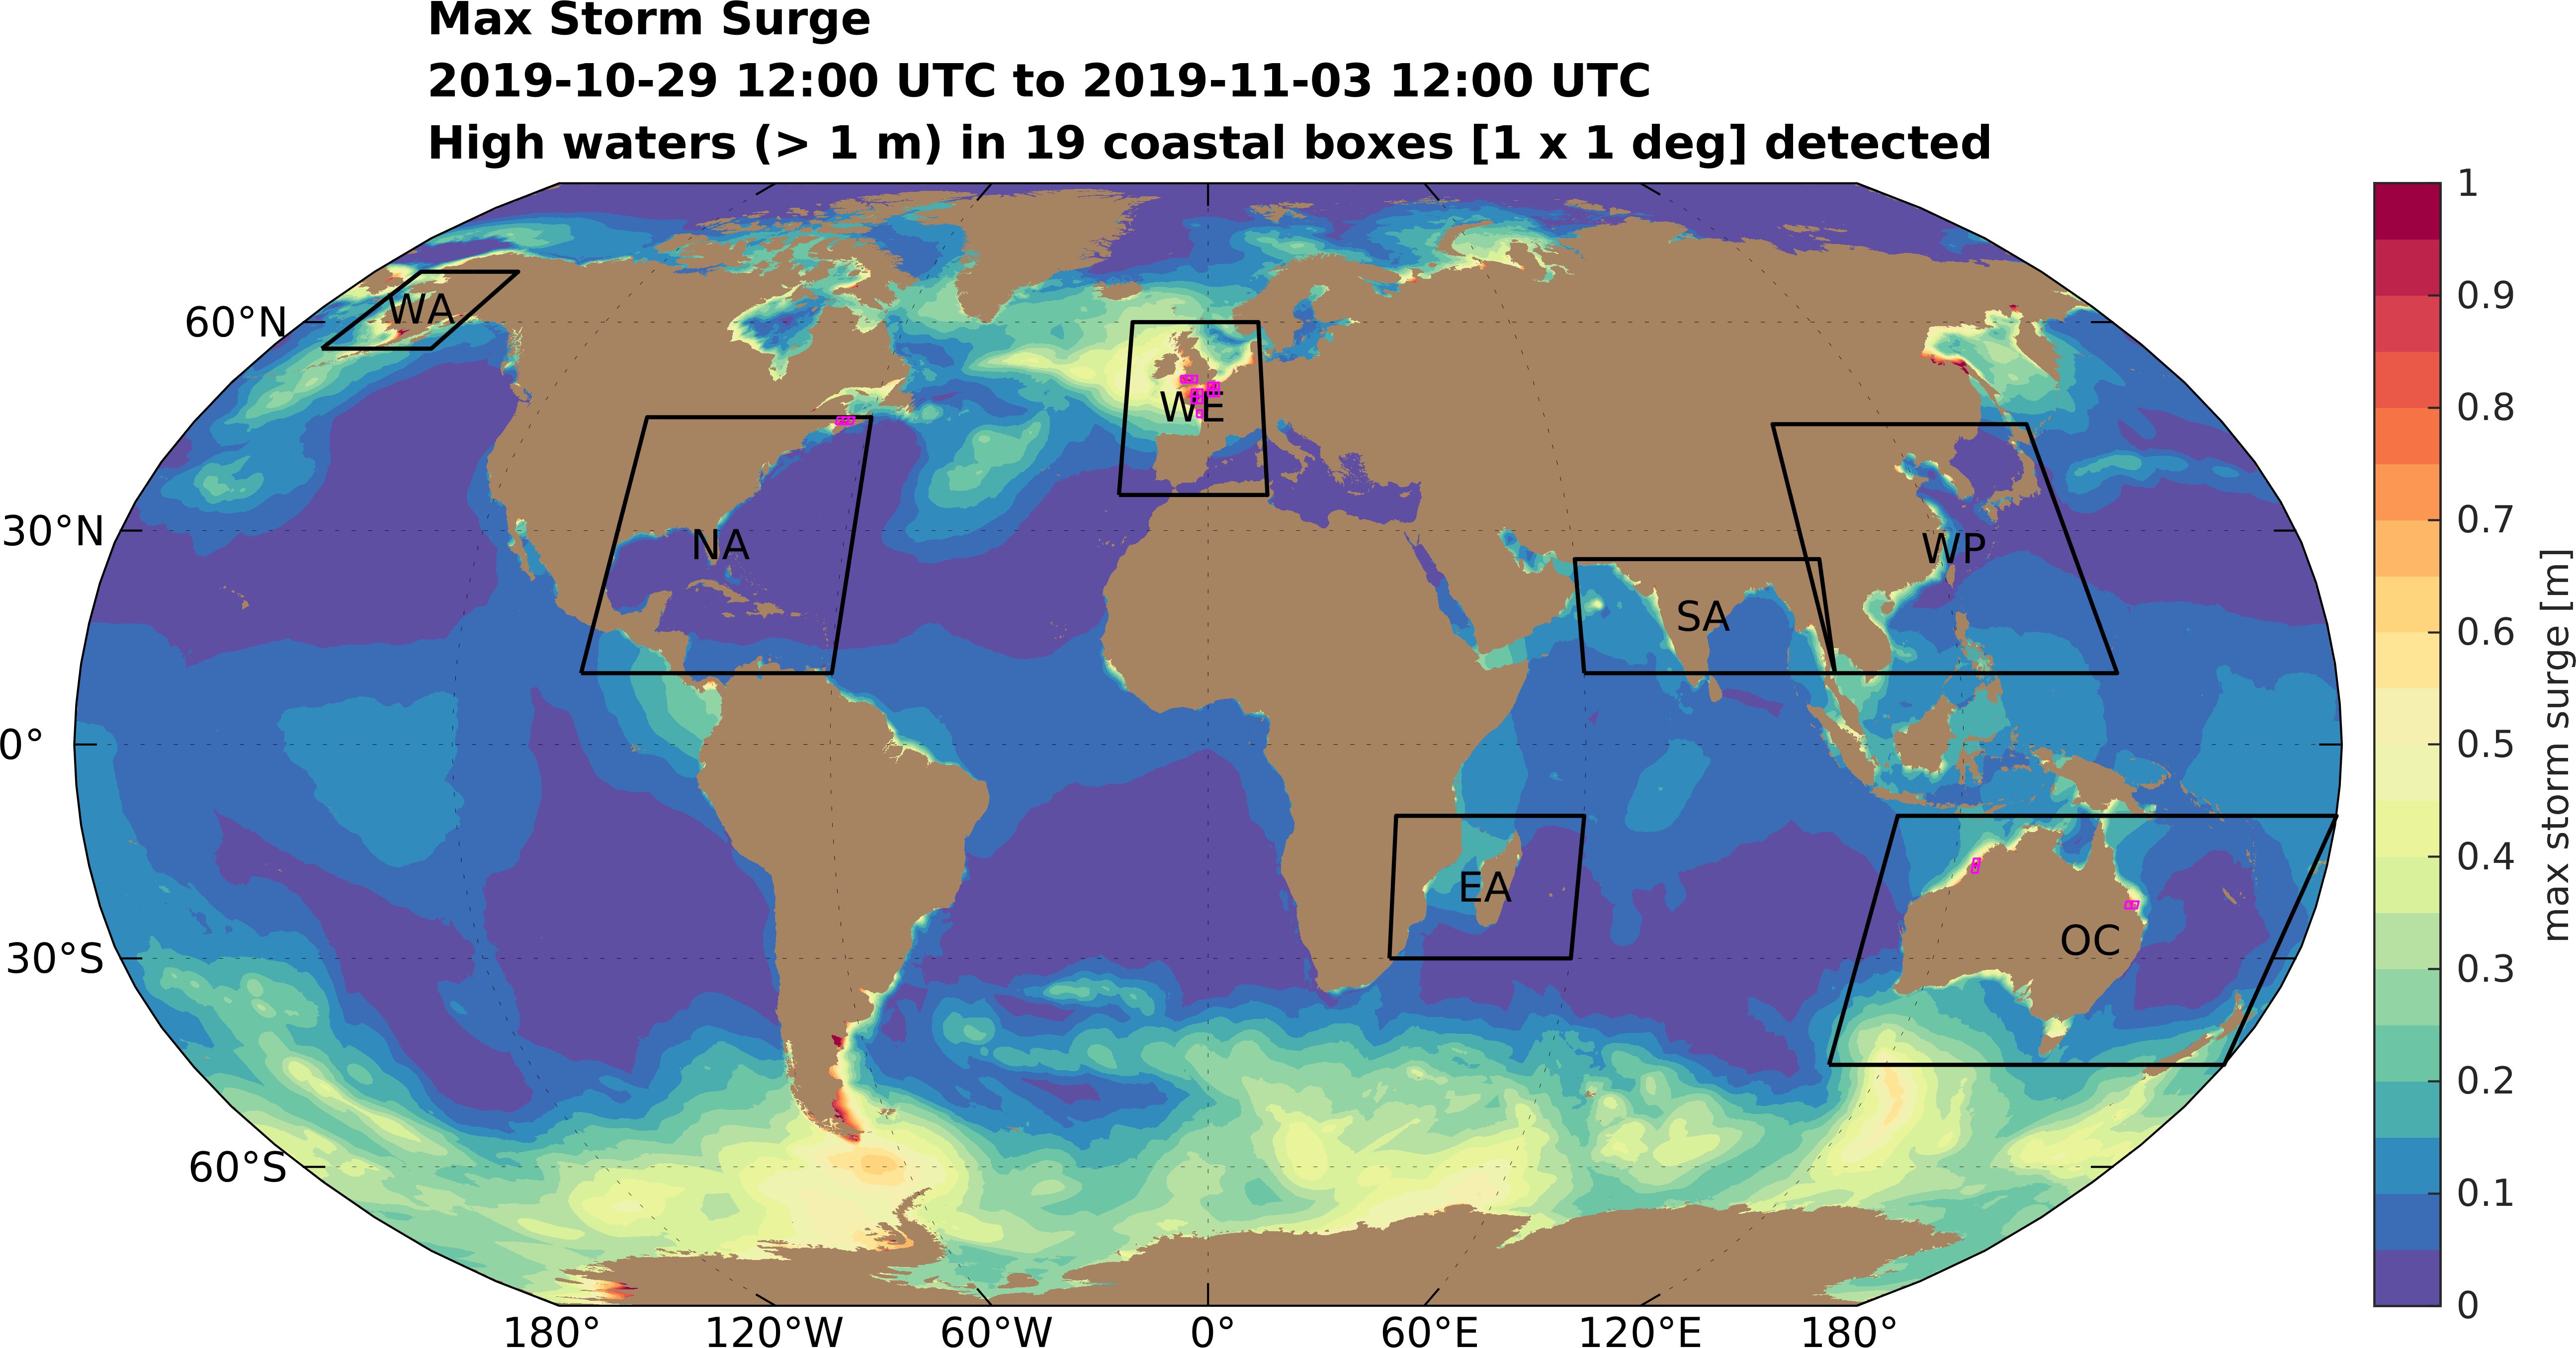 Max Storm Surge
2019-10-29 12:00 UTC to 2019-11-03 12:00 UTC
High waters (> 1 m) in 19 coastal boxes [1 x 1 deg] detected
60°N
30°N
0°
30°S
60°S
WA
NA
WE
SA
WP
EA
OC
180°
120°W
60°W
0°
60°E
120°E
180°
1
0.9
0.8
0.7
0.6
0.5
0.4
0.3
0.2
0.1
0
max storm surge [m]